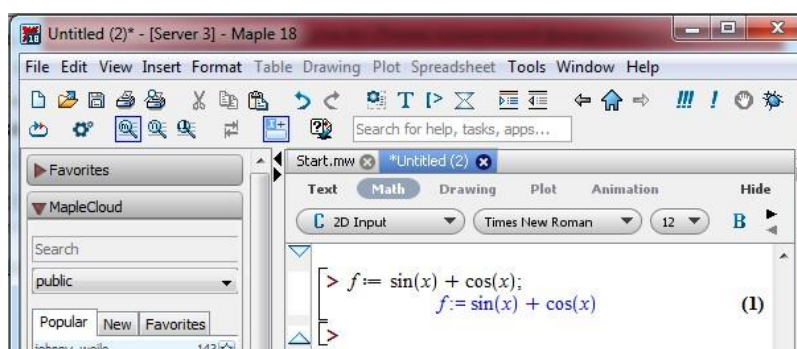 Untitled (2)* - [Server 3] - Maple 18
File Edit View Insert Format Table Drawing Plot Spreadsheet Tools Window Help
Search for help, tasks, apps...
Favorites
MapleCloud
Search
public
Popular New Favorites
143
Start.mw *Untitled (2)
Text Math Drawing Plot Animation Hide
C 2D Input Times New Roman 12 B
> f := sin(x) + cos(x);
f := sin(x) + cos(x) (1)
>